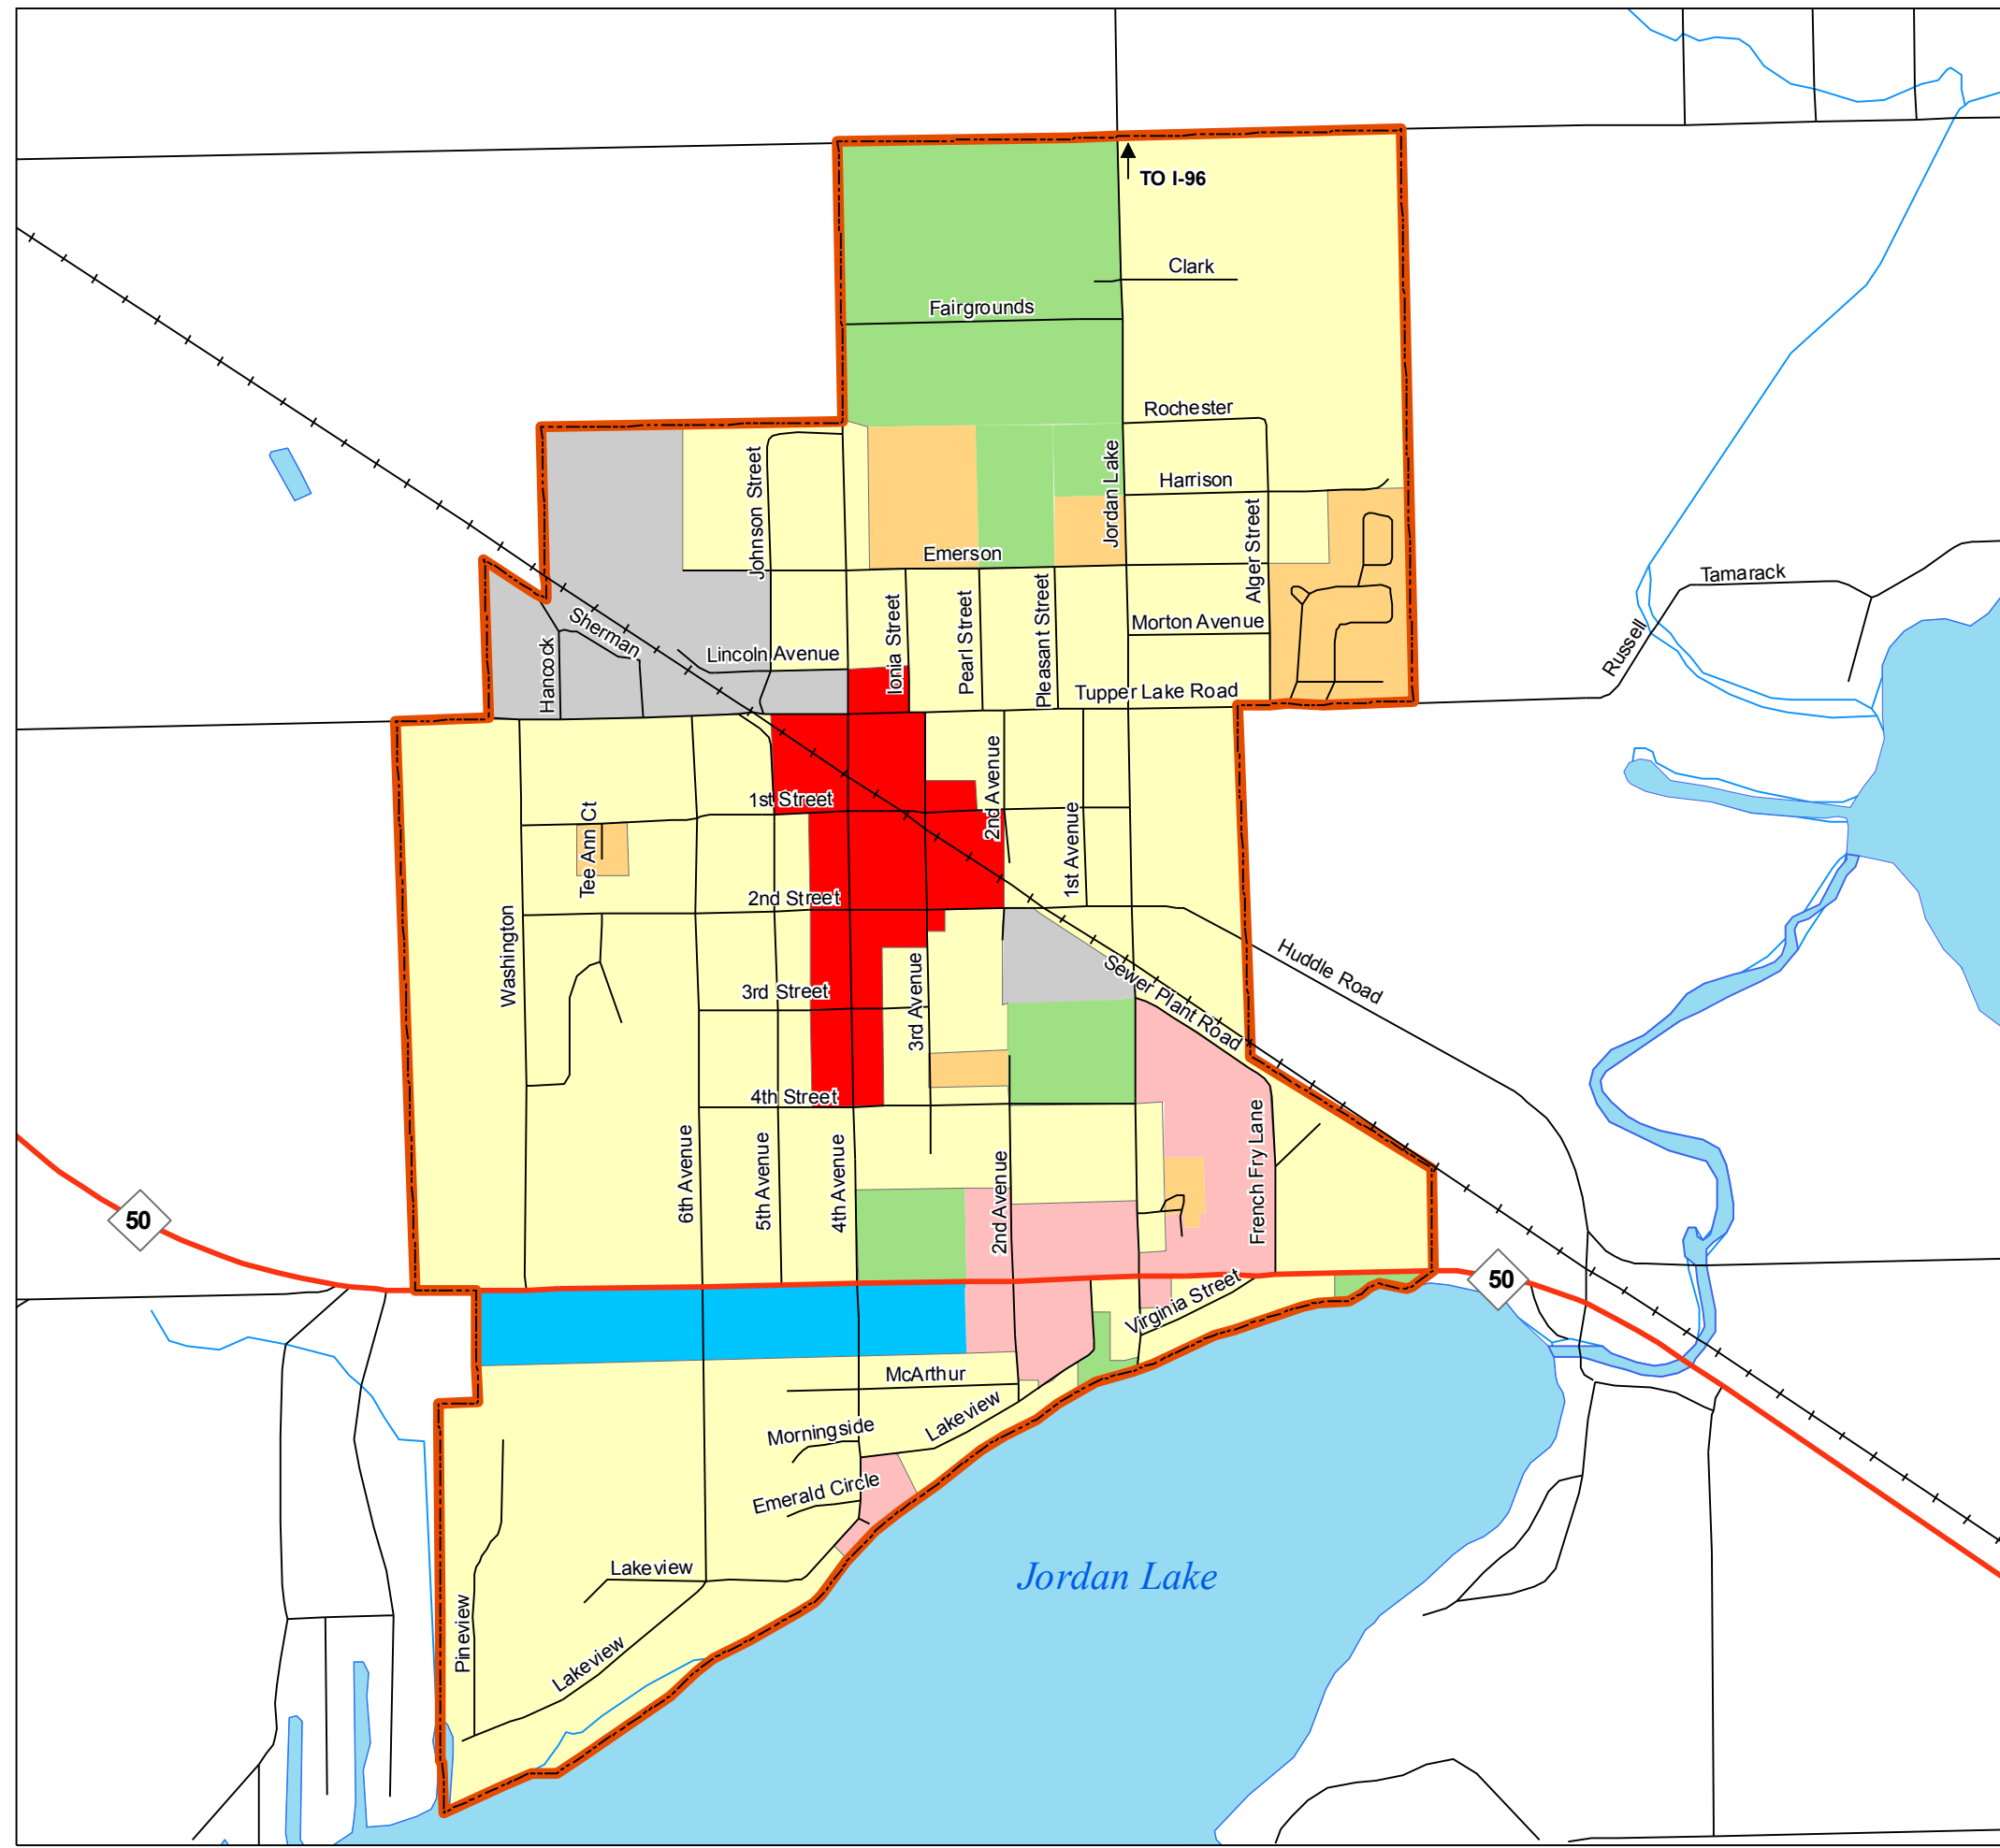 TO I-96
Clark
Fairgrounds
Rochester
Jordan Lake
Harrison
Johnson Street
Alger Street
Emerson
Tamarack
Ionia Street
Pearl Street
Pleasant Street
Morton Avenue
Sherman
Hancock
Lincoln Avenue
Russell
Tupper Lake Road
2nd Avenue
1st Street
Tee Ann Ct
1st Avenue
2nd Street
Washington
Huddle Road
Sewer Plant Road
3rd Street
3rd Avenue
4th Street
French Fry Lane
6th Avenue
5th Avenue
4th Avenue
2nd Avenue
50
50
Virginia Street
McArthur
Lakeview
Morningside
Emerald Circle
Lakeview
Jordan Lake
Pineview
Lakeview